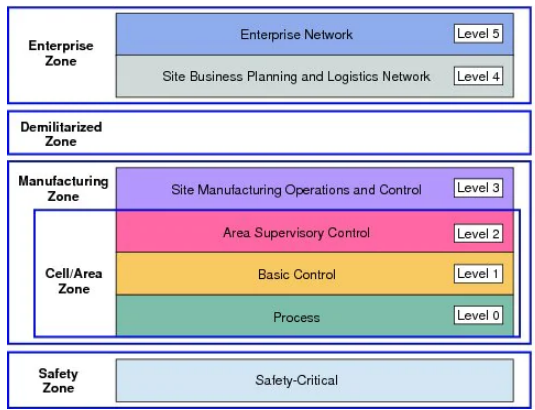 Enterprise
Zone
Enterprise Network
Level 5
Site Business Planning and Logistics Network
Level 4
Demilitarized
Zone
Manufacturing
Zone
Site Manufacturing Operations and Control
Level 3
Cell/Area
Zone
Area Supervisory Control
Level 2
Basic Control
Level 1
Process
Level 0
Safety
Zone
Safety-Critical